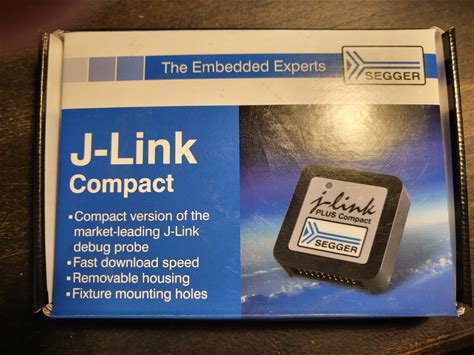 The Embedded Experts
SEGGER
J-Link
Compact
▪Compact version of the
market-leading J-Link
debug probe
▪Fast download speed
▪Removable housing
▪Fixture mounting holes
j-link
PLUS Compact
SEGGER